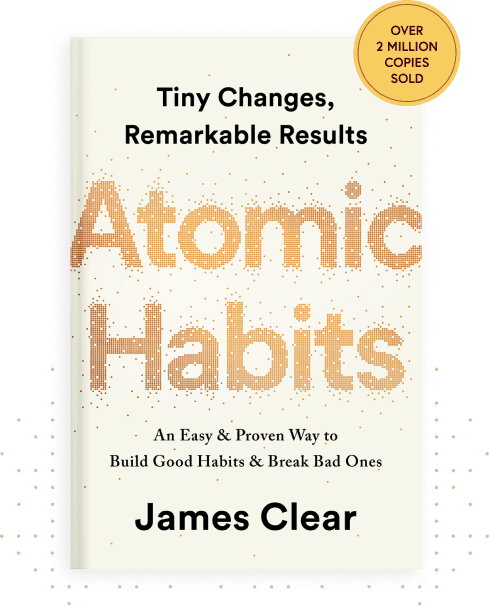 OVER
2 MILLION
COPIES
SOLD
Tiny Changes,
Remarkable Results
Atomic
Habits
An Easy & Proven Way to
Build Good Habits & Break Bad Ones
James Clear